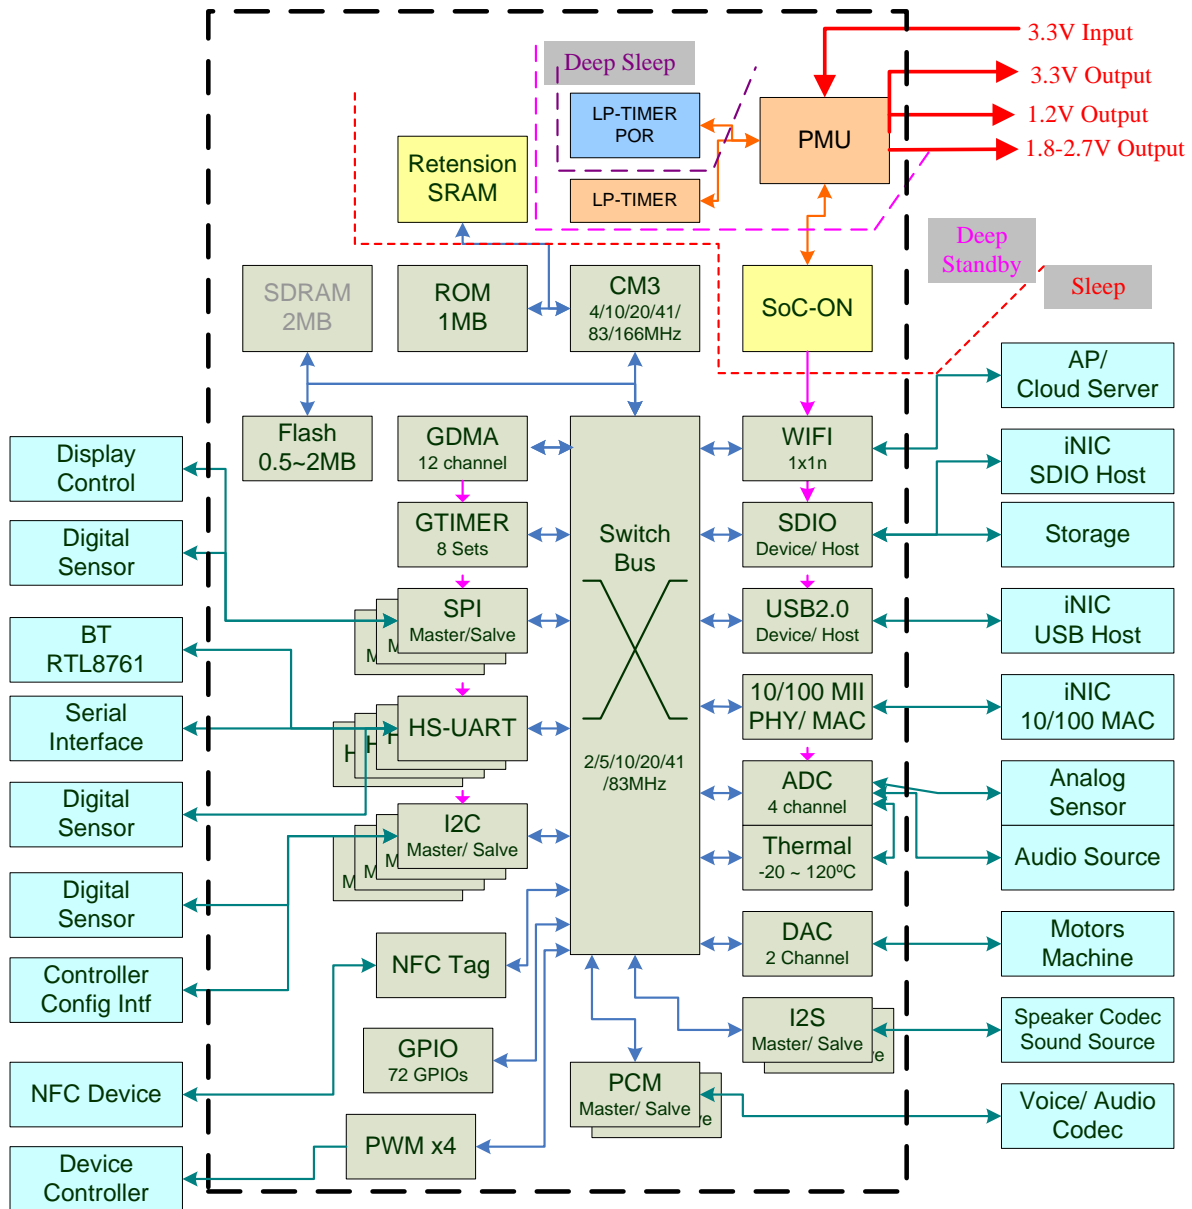 3.3V Input
Deep Sleep
3.3V Output
LP-TIMER
POR
1.2V Output
PMU
1.8-2.7V Output
Retension
SRAM
LP-TIMER
Deep
Standby
Sleep
SDRAM
2MB
ROM
1MB
CM3
4/10/20/41/
83/166MHz
SoC-ON
AP/
Cloud Server
Flash
0.5~2MB
GDMA
12 channel
WIFI
1x1n
iNIC
SDIO Host
Display
Control
GTIMER
8 Sets
Switch
Bus
SDIO
Device/ Host
Storage
Digital
Sensor
SPI
Master/Salve
M
M
USB2.0
Device/ Host
iNIC
USB Host
BT
RTL8761
10/100 MII
PHY/ MAC
iNIC
10/100 MAC
Serial
Interface
HS-UART
H
H
H
2/5/10/20/41
/83MHz
ADC
4 channel
Analog
Sensor
Digital
Sensor
I2C
Master/ Salve
M
M
M
Thermal
-20 ~ 120ºC
Audio Source
Digital
Sensor
DAC
2 Channel
Motors
Machine
NFC Tag
Controller
Config Intf
I2S
Master/ Salve
ve
Speaker Codec
Sound Source
GPIO
72 GPIOs
PCM
Master/ Salve
ve
NFC Device
Voice/ Audio
Codec
PWM x4
Device
Controller